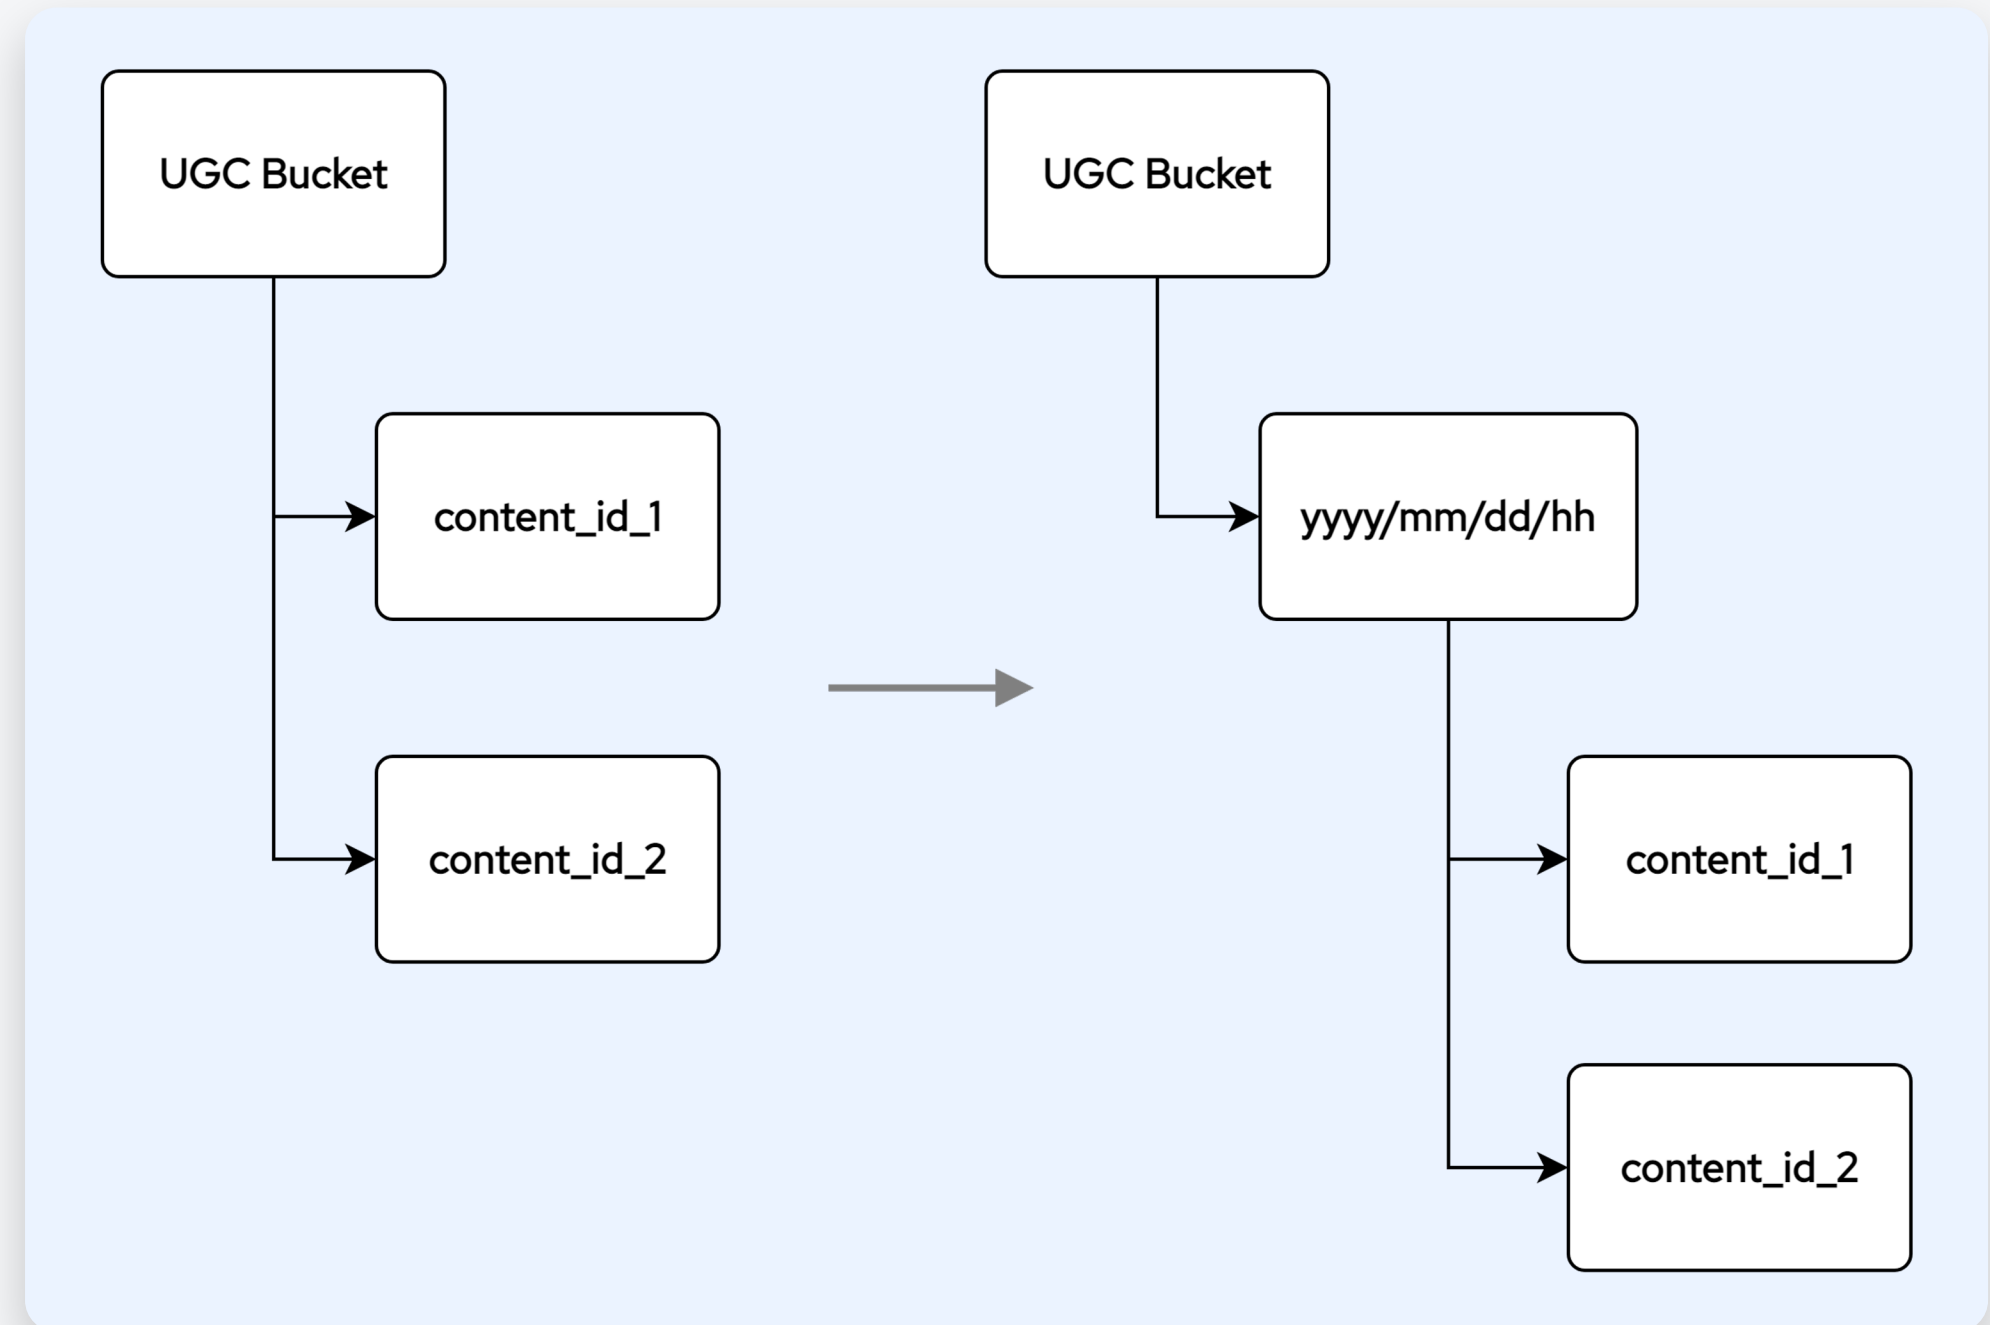 UGC Bucket
content_id_1
content_id_2
UGC Bucket
yyyy/mm/dd/hh
content_id_1
content_id_2